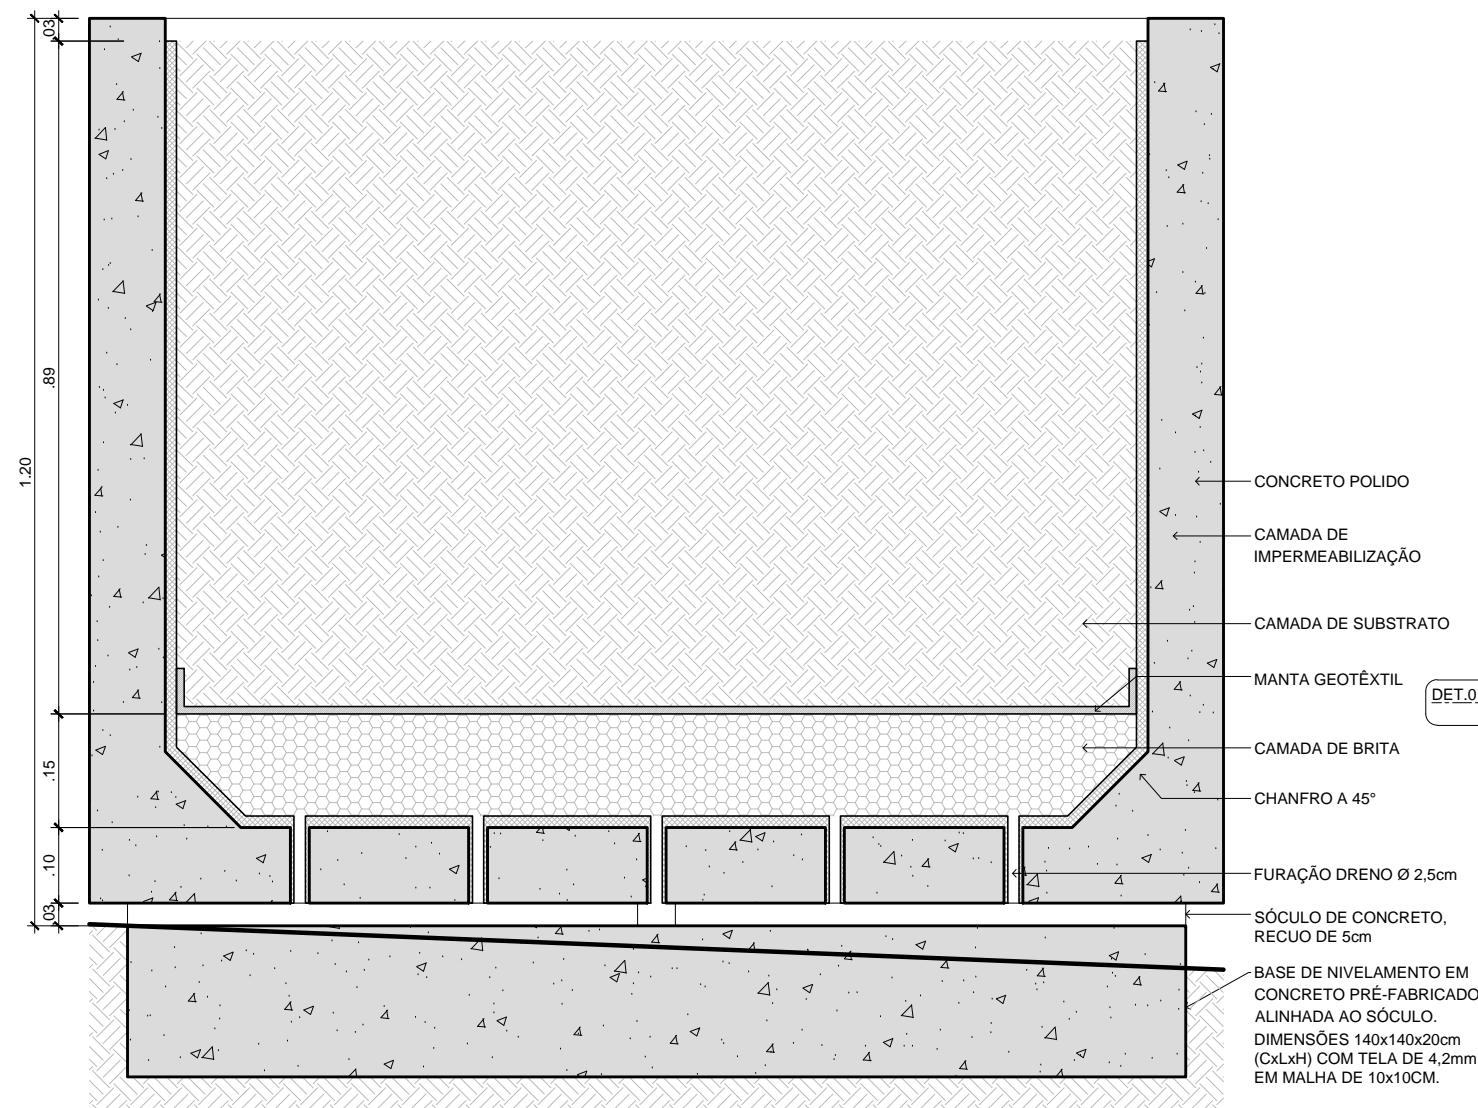 .03
.89
1.20
.15
.10
.03
CONCRETO POLIDO
CAMADA DE
IMPERMEABILIZAÇÃO
CAMADA DE SUBSTRATO
MANTA GEOTÊXTIL
DET.0
CAMADA DE BRITA
CHANFRO A 45°
FURAÇÃO DRENO Ø 2,5cm
SÓCULO DE CONCRETO,
RECUO DE 5cm
BASE DE NIVELAMENTO EM
CONCRETO PRÉ-FABRICADO
ALINHADA AO SÓCULO.
DIMENSÕES 140x140x20cm
(CxLxH) COM TELA DE 4,2mm
EM MALHA DE 10x10CM.